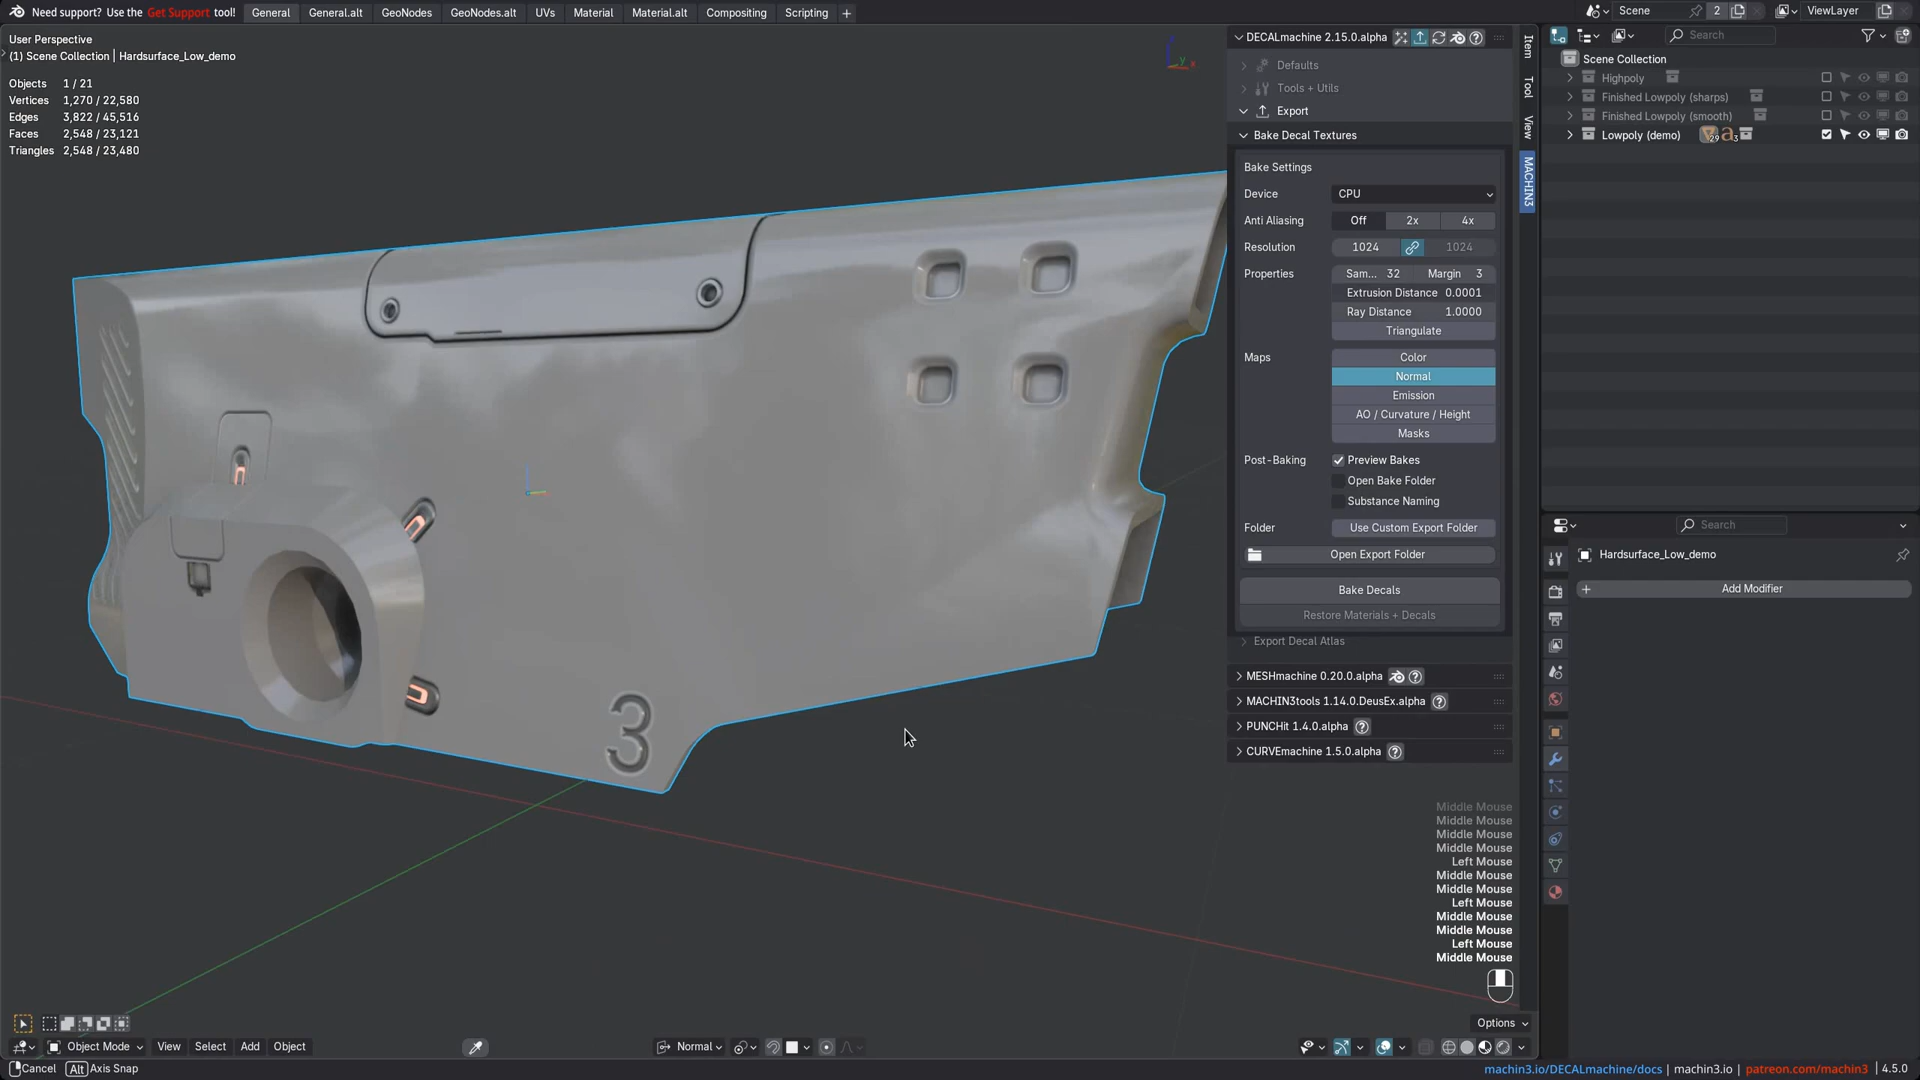 Need support? Use the Get Support tool!
General General.alt GeoNodes GeoNodes.alt UVs Material Material.alt Compositing Scripting +
Scene 2 ViewLayer
User Perspective
(1) Scene Collection | Hardsurface_Low_demo
Objects 1 / 21
Vertices 1,270 / 22,580
Edges 3,822 / 45,516
Faces 2,548 / 23,121
Triangles 2,548 / 23,480
3
DECALmachine 2.15.0.alpha
Defaults
Tools + Utils
Export
Bake Decal Textures
Bake Settings
Device CPU
Anti Aliasing Off 2x 4x
Resolution 1024 1024
Properties Sam... 32 Margin 3
Extrusion Distance 0.0001
Ray Distance 1.0000
Triangulate
Maps Color
Normal
Emission
AO / Curvature / Height
Masks
Post-Baking Preview Bakes
Open Bake Folder
Substance Naming
Folder Use Custom Export Folder
Open Export Folder
Bake Decals
Restore Materials + Decals
Export Decal Atlas
MESHmachine 0.20.0.alpha
MACHIN3tools 1.14.0.DeusEx.alpha
PUNCHit 1.4.0.alpha
CURVEmachine 1.5.0.alpha
Item
Tool
View
MACHIN3
Middle Mouse
Middle Mouse
Middle Mouse
Middle Mouse
Left Mouse
Middle Mouse
Middle Mouse
Left Mouse
Middle Mouse
Middle Mouse
Left Mouse
Middle Mouse
Options
Search
Scene Collection
Highpoly
Finished Lowpoly (sharps)
Finished Lowpoly (smooth)
Lowpoly (demo) 29 3
Search
Hardsurface_Low_demo
+ Add Modifier
Object Mode View Select Add Object
Normal
Cancel Alt Axis Snap
machin3.io/DECALmachine/docs | machin3.io | patreon.com/machin3 | 4.5.0